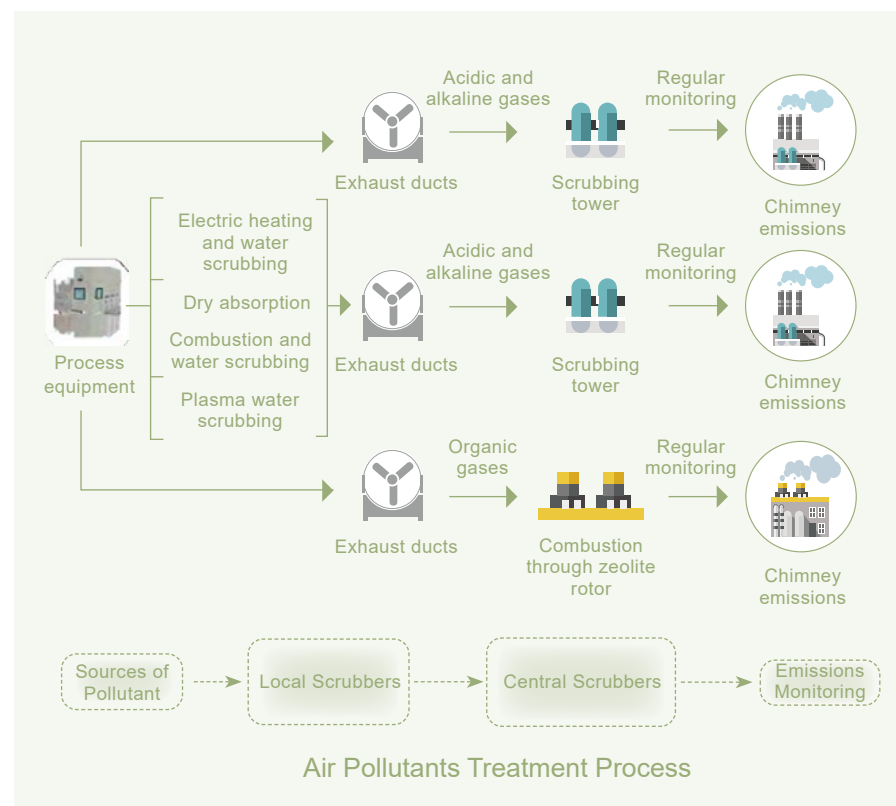 Acidic and
alkaline gases
Regular
monitoring
Exhaust ducts
Scrubbing
tower
Chimney
emissions
Electric heating
and water
scrubbing
Dry absorption
Combustion and
water scrubbing
Plasma water
scrubbing
Process
equipment
Acidic and
alkaline gases
Regular
monitoring
Exhaust ducts
Scrubbing
tower
Chimney
emissions
Organic
gases
Regular
monitoring
Exhaust ducts
Combustion
through zeolite
rotor
Chimney
emissions
Sources of
Pollutant
Local Scrubbers
Central Scrubbers
Emissions
Monitoring
Air Pollutants Treatment Process